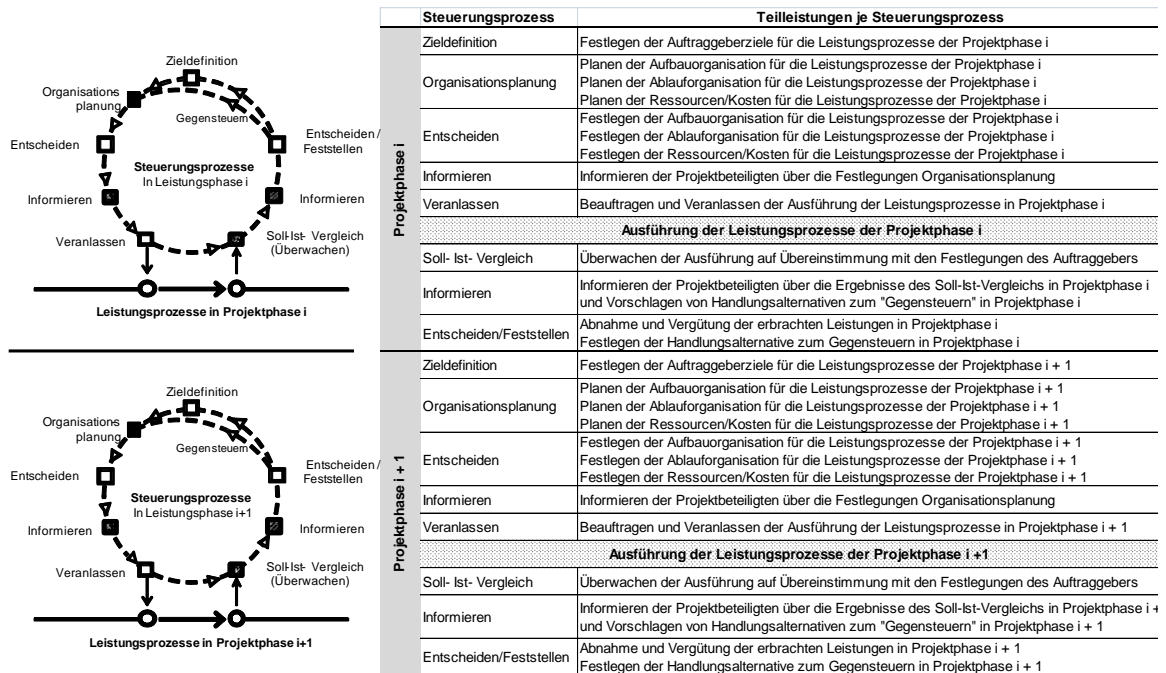 Zieldefinition
Organisations
planung
Gegensteuern
Entscheiden
Entscheiden /
Feststellen
Steuerungsprozesse
In Leistungsphase i
Informieren
Informieren
Veranlassen
Soll-Ist- Vergleich
(Überwachen)
Leistungsprozesse in Projektphase i
Zieldefinition
Organisations
planung
Gegensteuern
Entscheiden
Entscheiden /
Feststellen
Steuerungsprozesse
In Leistungsphase i+1
Informieren
Informieren
Veranlassen
Soll-Ist- Vergleich
(Überwachen)
Leistungsprozesse in Projektphase i+1
Steuerungsprozess Teilleistungen je Steuerungsprozess
Projektphase i
Zieldefinition Festlegen der Auftraggeberziele für die Leistungsprozesse der Projektphase i
Planen der Aufbauorganisation für die Leistungsprozesse der Projektphase i
Organisationsplanung Planen der Ablauforganisation für die Leistungsprozesse der Projektphase i
Planen der Ressourcen/Kosten für die Leistungsprozesse der Projektphase i
Festlegen der Aufbauorganisation für die Leistungsprozesse der Projektphase i
Entscheiden Festlegen der Ablauforganisation für die Leistungsprozesse der Projektphase i
Festlegen der Ressourcen/Kosten für die Leistungsprozesse der Projektphase i
Informieren Informieren der Projektbeteiligten über die Festlegungen Organisationsplanung
Veranlassen Beauftragen und Veranlassen der Ausführung der Leistungsprozesse in Projektphase i
Ausführung der Leistungsprozesse der Projektphase i
Soll- Ist- Vergleich Überwachen der Ausführung auf Übereinstimmung mit den Festlegungen des Auftragebers
Informieren Informieren der Projektbeteiligten über die Ergebnisse des Soll-Ist-Vergleichs in Projektphase i
und Vorschlagen von Handlungsalternativen zum "Gegensteuern" in Projektphase i
Entscheiden/Feststellen Abnahme und Vergütung der erbrachten Leistungen in Projektphase i
Festlegen der Handlungsalternative zum Gegensteuern in Projektphase i
Projektphase i + 1
Zieldefinition Festlegen der Auftraggeberziele für die Leistungsprozesse der Projektphase i + 1
Planen der Aufbauorganisation für die Leistungsprozesse der Projektphase i + 1
Organisationsplanung Planen der Ablauforganisation für die Leistungsprozesse der Projektphase i + 1
Planen der Ressourcen/Kosten für die Leistungsprozesse der Projektphase i + 1
Festlegen der Aufbauorganisation für die Leistungsprozesse der Projektphase i + 1
Entscheiden Festlegen der Ablauforganisation für die Leistungsprozesse der Projektphase i + 1
Festlegen der Ressourcen/Kosten für die Leistungsprozesse der Projektphase i + 1
Informieren Informieren der Projektbeteiligten über die Festlegungen Organisationsplanung
Veranlassen Beauftragen und Veranlassen der Ausführung der Leistungsprozesse in Projektphase i + 1
Ausführung der Leistungsprozesse der Projektphase i +1
Soll- Ist- Vergleich Überwachen der Ausführung auf Übereinstimmung mit den Festlegungen des Auftragebers
Informieren Informieren der Projektbeteiligten über die Ergebnisse des Soll-Ist-Vergleichs in Projektphase i +
und Vorschlagen von Handlungsalternativen zum "Gegensteuern" in Projektphase i + 1
Entscheiden/Feststellen Abnahme und Vergütung der erbrachten Leistungen in Projektphase i + 1
Festlegen der Handlungsalternative zum Gegensteuern in Projektphase i + 1